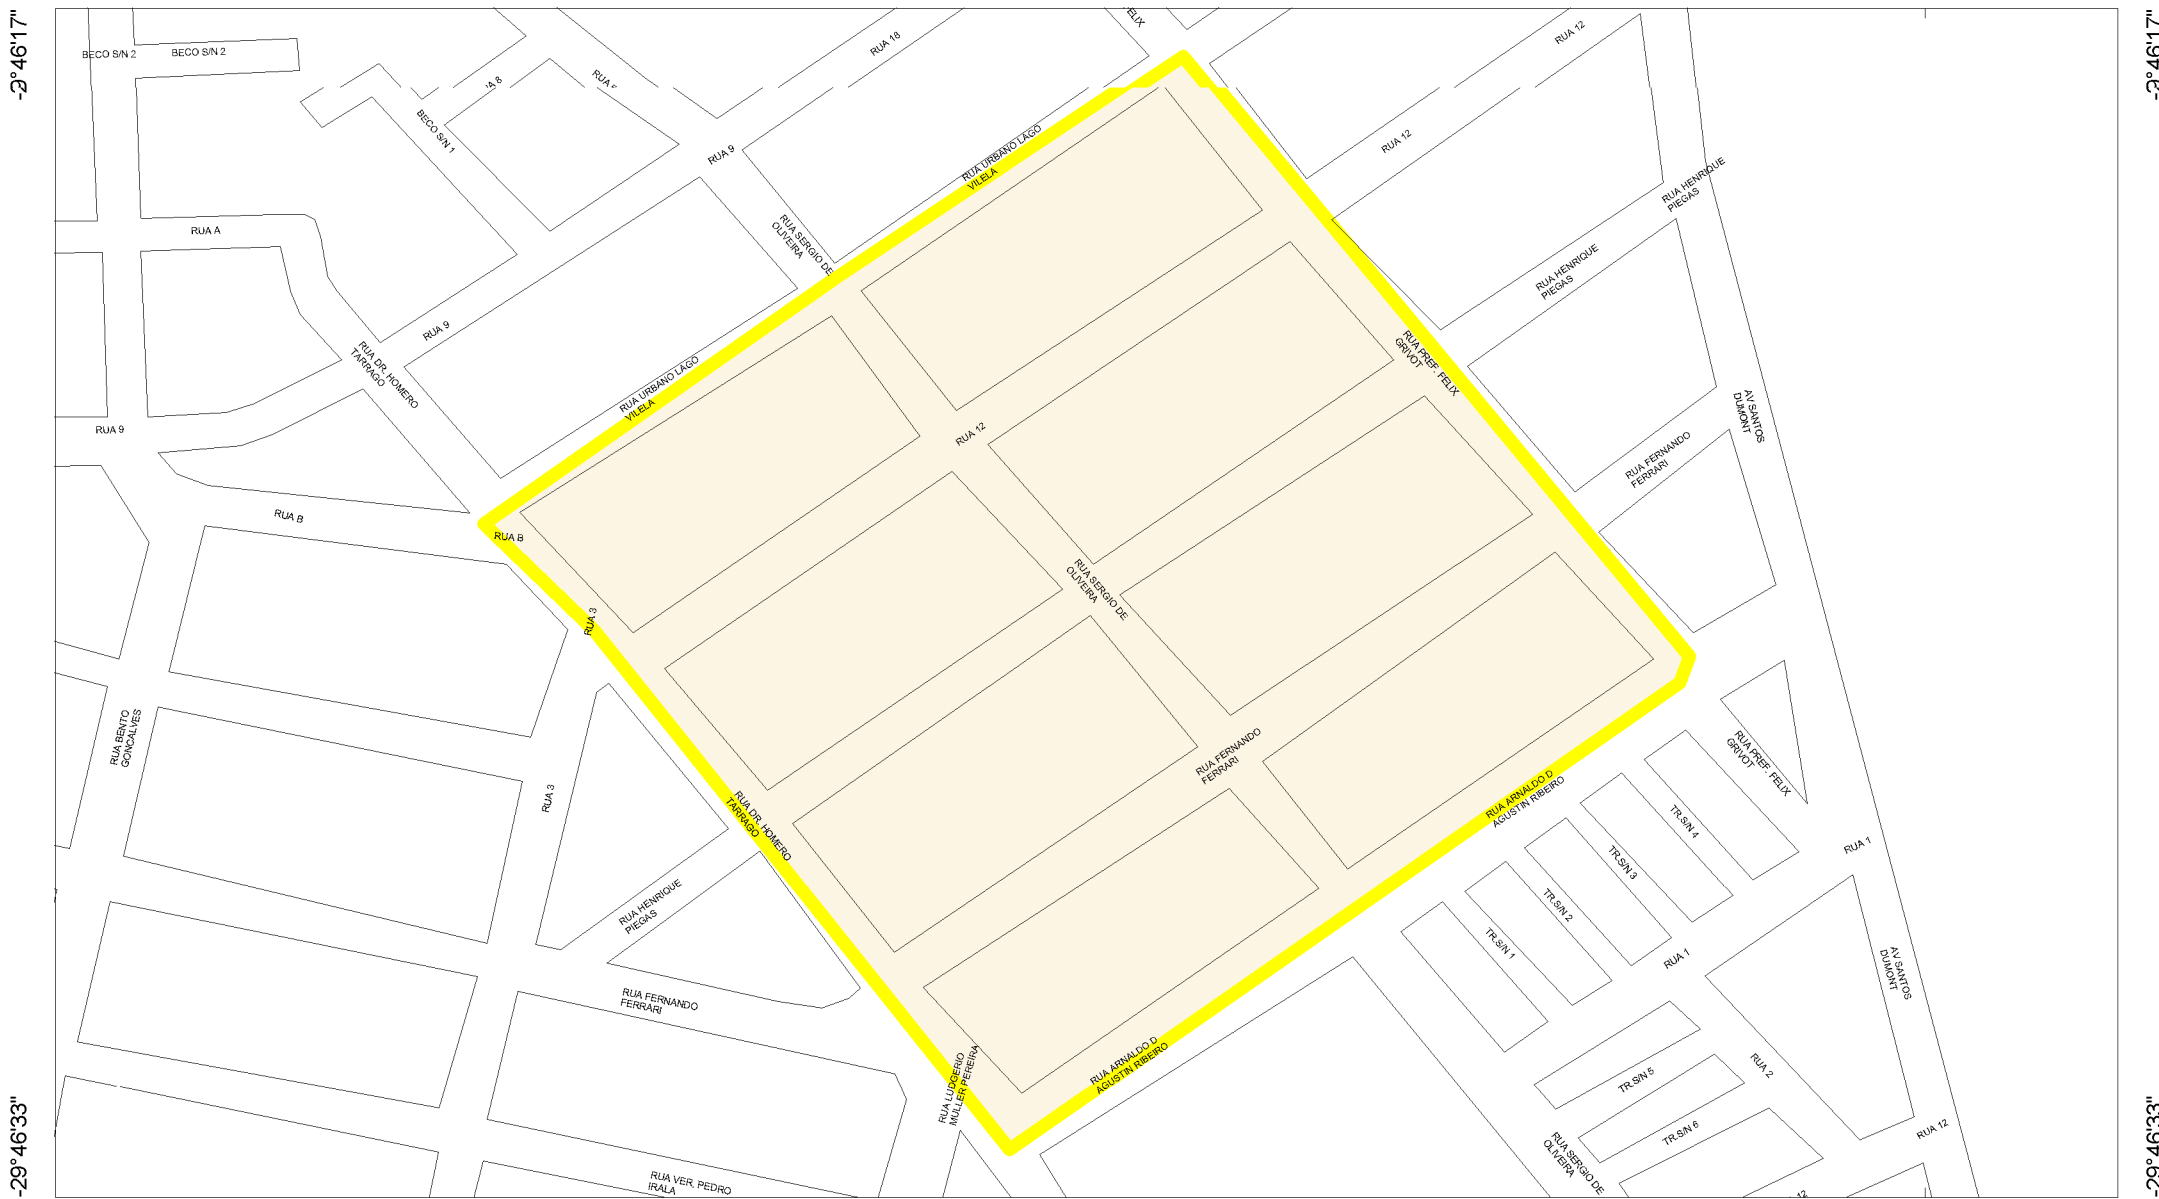 -29°46'17"
-29°46'17"
BECO S/N 2
BECO S/N 2
RUA 18
FELIX
RUA 12
BECO S/N 1
RUA 9
RUA 12
RUA URBANO LAGO
VILELA
RUA HENRIQUE
PIEGAS
RUA A
RUA SERGIO DE
OLIVEIRA
RUA HENRIQUE
PIEGAS
RUA 9
RUA DR. HOMERO
TARRAGO
RUA URBANO LAGO
VILELA
RUA PREF. FELIX
GRIVOT
AV SANTOS
DUMONT
RUA 9
RUA 12
RUA FERNANDO
FERRARI
RUA B
RUA B
RUA SERGIO DE
OLIVEIRA
RUA 3
RUA BENTO
GONCALVES
RUA FERNANDO
FERRARI
RUA PREF. FELIX
GRIVOT
RUA 3
RUA DR. HOMERO
TARRAGO
RUA ARNALDO D
AGUSTIN RIBEIRO
TR.S/N 4
RUA 1
TR.S/N 3
RUA HENRIQUE
PIEGAS
TR.S/N 2
TR.S/N 1
RUA 1
AV SANTOS
DUMONT
RUA FERNANDO
FERRARI
RUA LUDGERIO
MULLER PEREIRA
RUA ARNALDO D
AGUSTIN RIBEIRO
RUA 2
TR.S/N 5
TR.S/N 6
RUA 12
RUA SERGIO DE
OLIVEIRA
RUA VER. PEDRO
IRALA
12
-29°46'33"
-29°46'33"